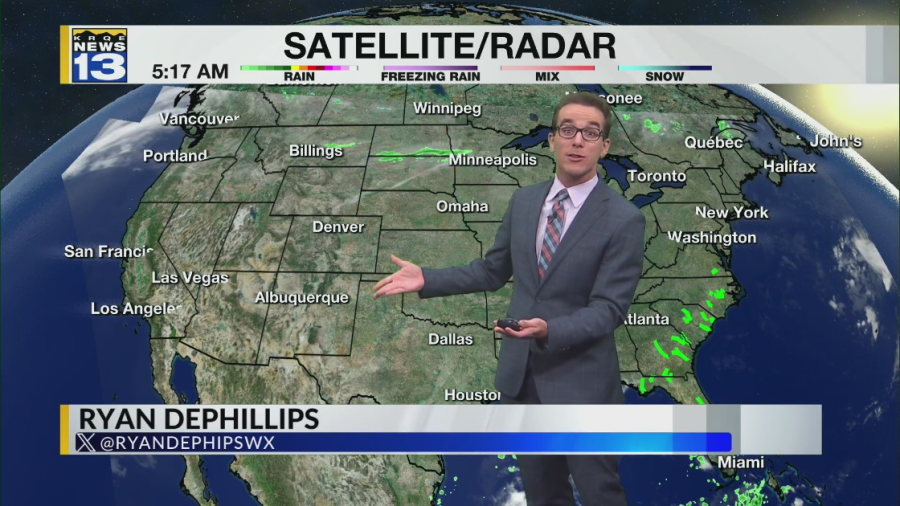 KRQE
NEWS
13
SATELLITE/RADAR
5:17 AM
RAIN FREEZING RAIN MIX SNOW
Winnipeg
onee
Vancouver
Québec
John's
Portland
Billings
Minneapolis
Halifax
Toronto
Omaha
New York
Denver
Washington
San Francis
Las Vegas
Albuquerque
Los Angele
Atlanta
Dallas
Houston
RYAN DEPHILLIPS
X @RYANDEPHIPSWX
Miami